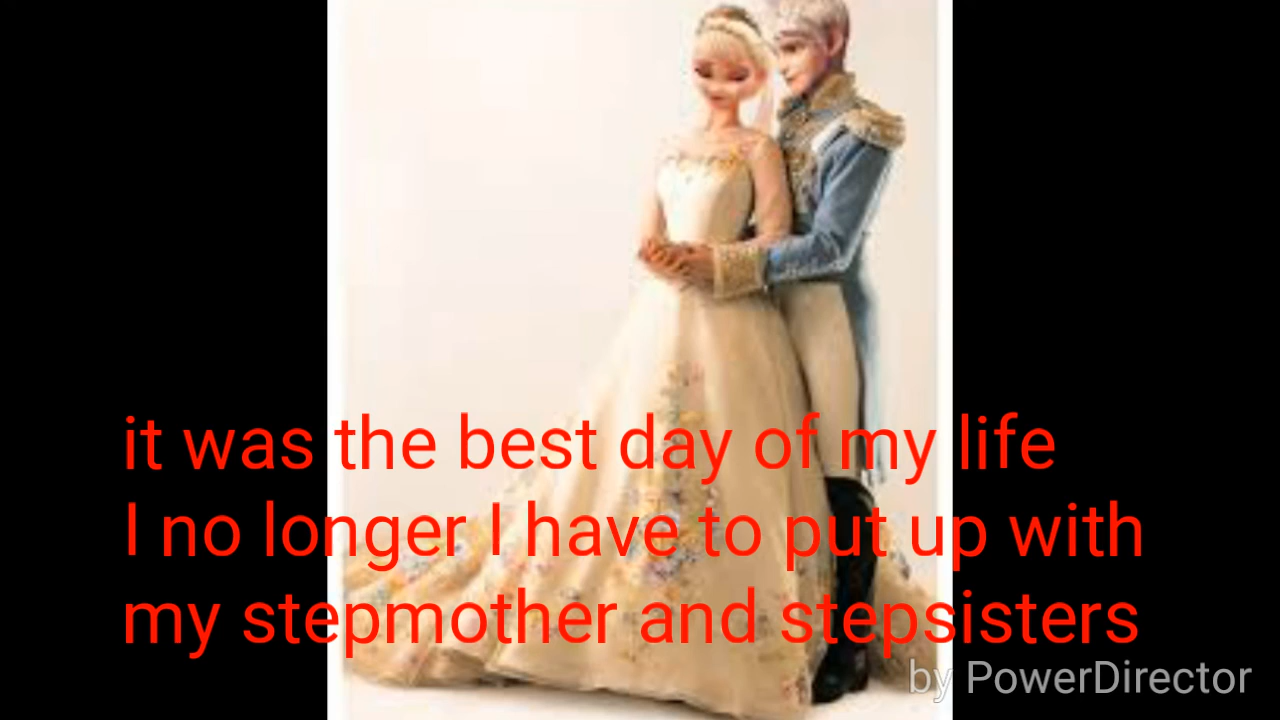 it was the best day of my life
I no longer I have to put up with
my stepmother and stepsisters
by PowerDirector